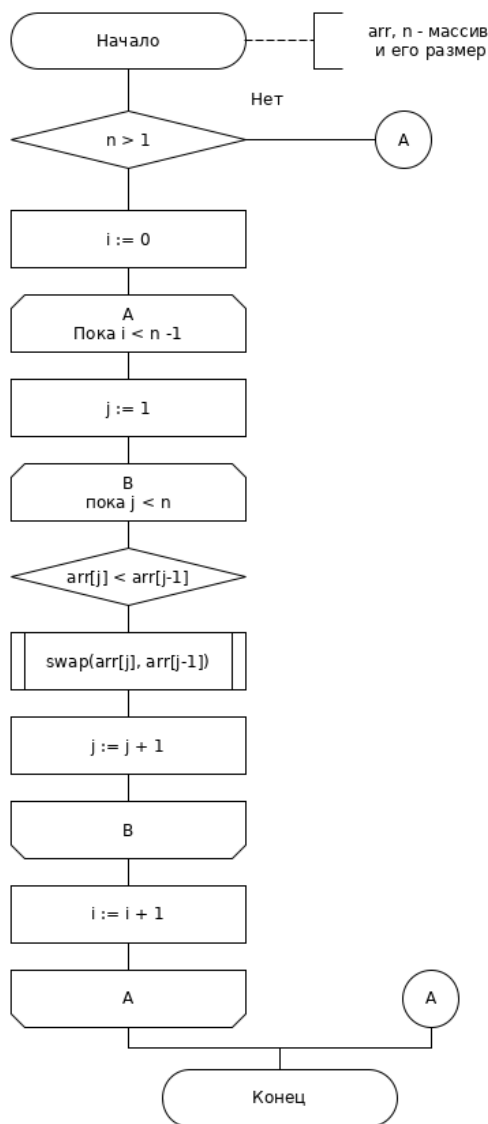 Начало
arr, n - массив
и его размер
Нет
n > 1
A
i := 0
A
Пока i < n -1
j := 1
B
пока j < n
arr[j] < arr[j-1]
swap(arr[j], arr[j-1])
j := j + 1
B
i := i + 1
A
A
Конец